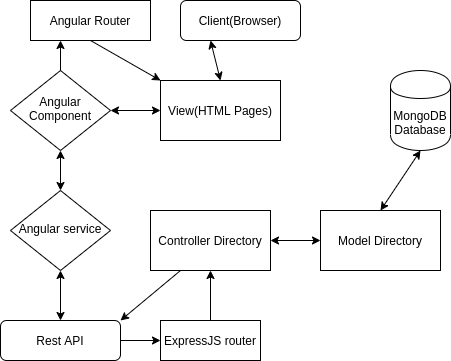 Angular Router
Client(Browser)
Angular
Component
View(HTML Pages)
MongoDB
Database
Angular service
Controller Directory
Model Directory
Rest API
ExpressJS router